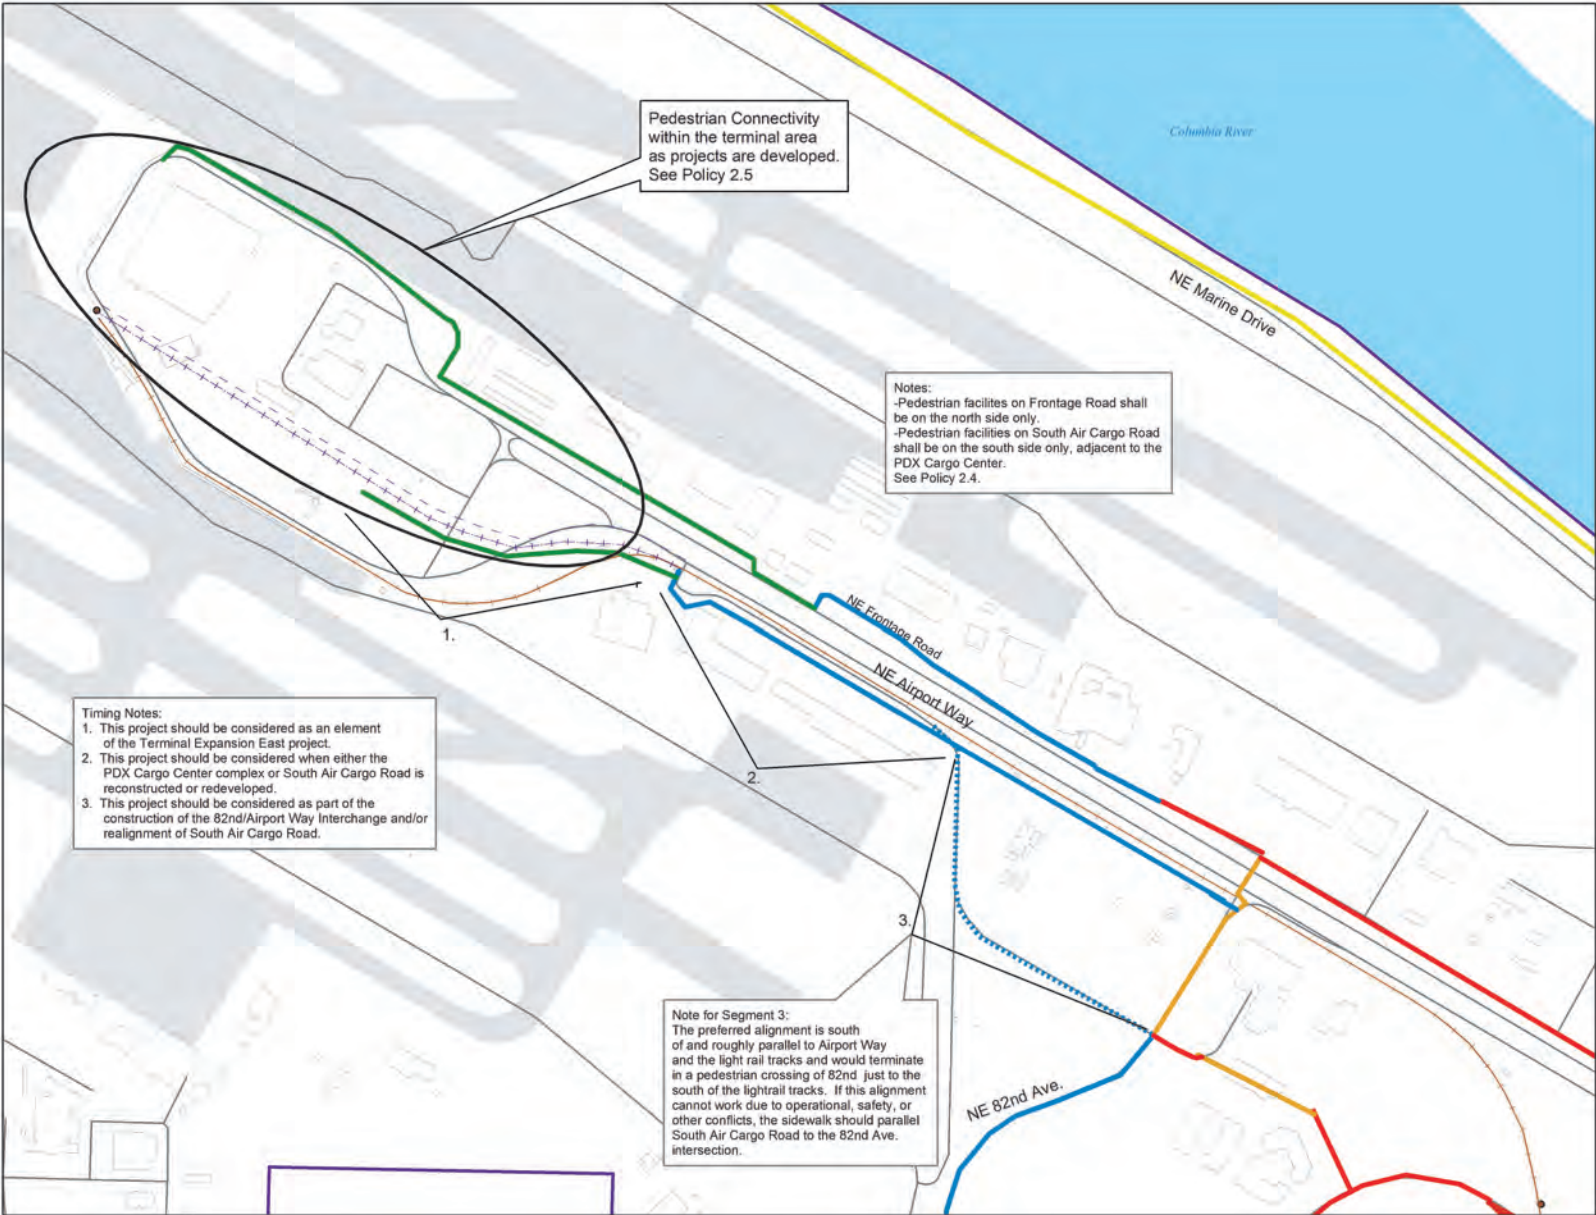 Columbia River
Pedestrian Connectivity
within the terminal area
as projects are developed.
See Policy 2.5
NE Marine Drive
Notes:
-Pedestrian facilites on Frontage Road shall
be on the north side only.
-Pedestrian facilities on South Air Cargo Road
shall be on the south side only, adjacent to the
PDX Cargo Center.
See Policy 2.4.
NE Frontage Road
1.
NE Airport Way
Timing Notes:
1. This project should be considered as an element
of the Terminal Expansion East project.
2. This project should be considered when either the
PDX Cargo Center complex or South Air Cargo Road is
reconstructed or redeveloped.
3. This project should be considered as part of the
construction of the 82nd/Airport Way Interchange and/or
realignment of South Air Cargo Road.
2.
3.
Note for Segment 3:
The preferred alignment is south
of and roughly parallel to Airport Way
and the light rail tracks and would terminate
in a pedestrian crossing of 82nd just to the
south of the lightrail tracks. If this alignment
cannot work due to operational, safety, or
other conflicts, the sidewalk should parallel
South Air Cargo Road to the 82nd Ave.
intersection.
NE 82nd Ave.